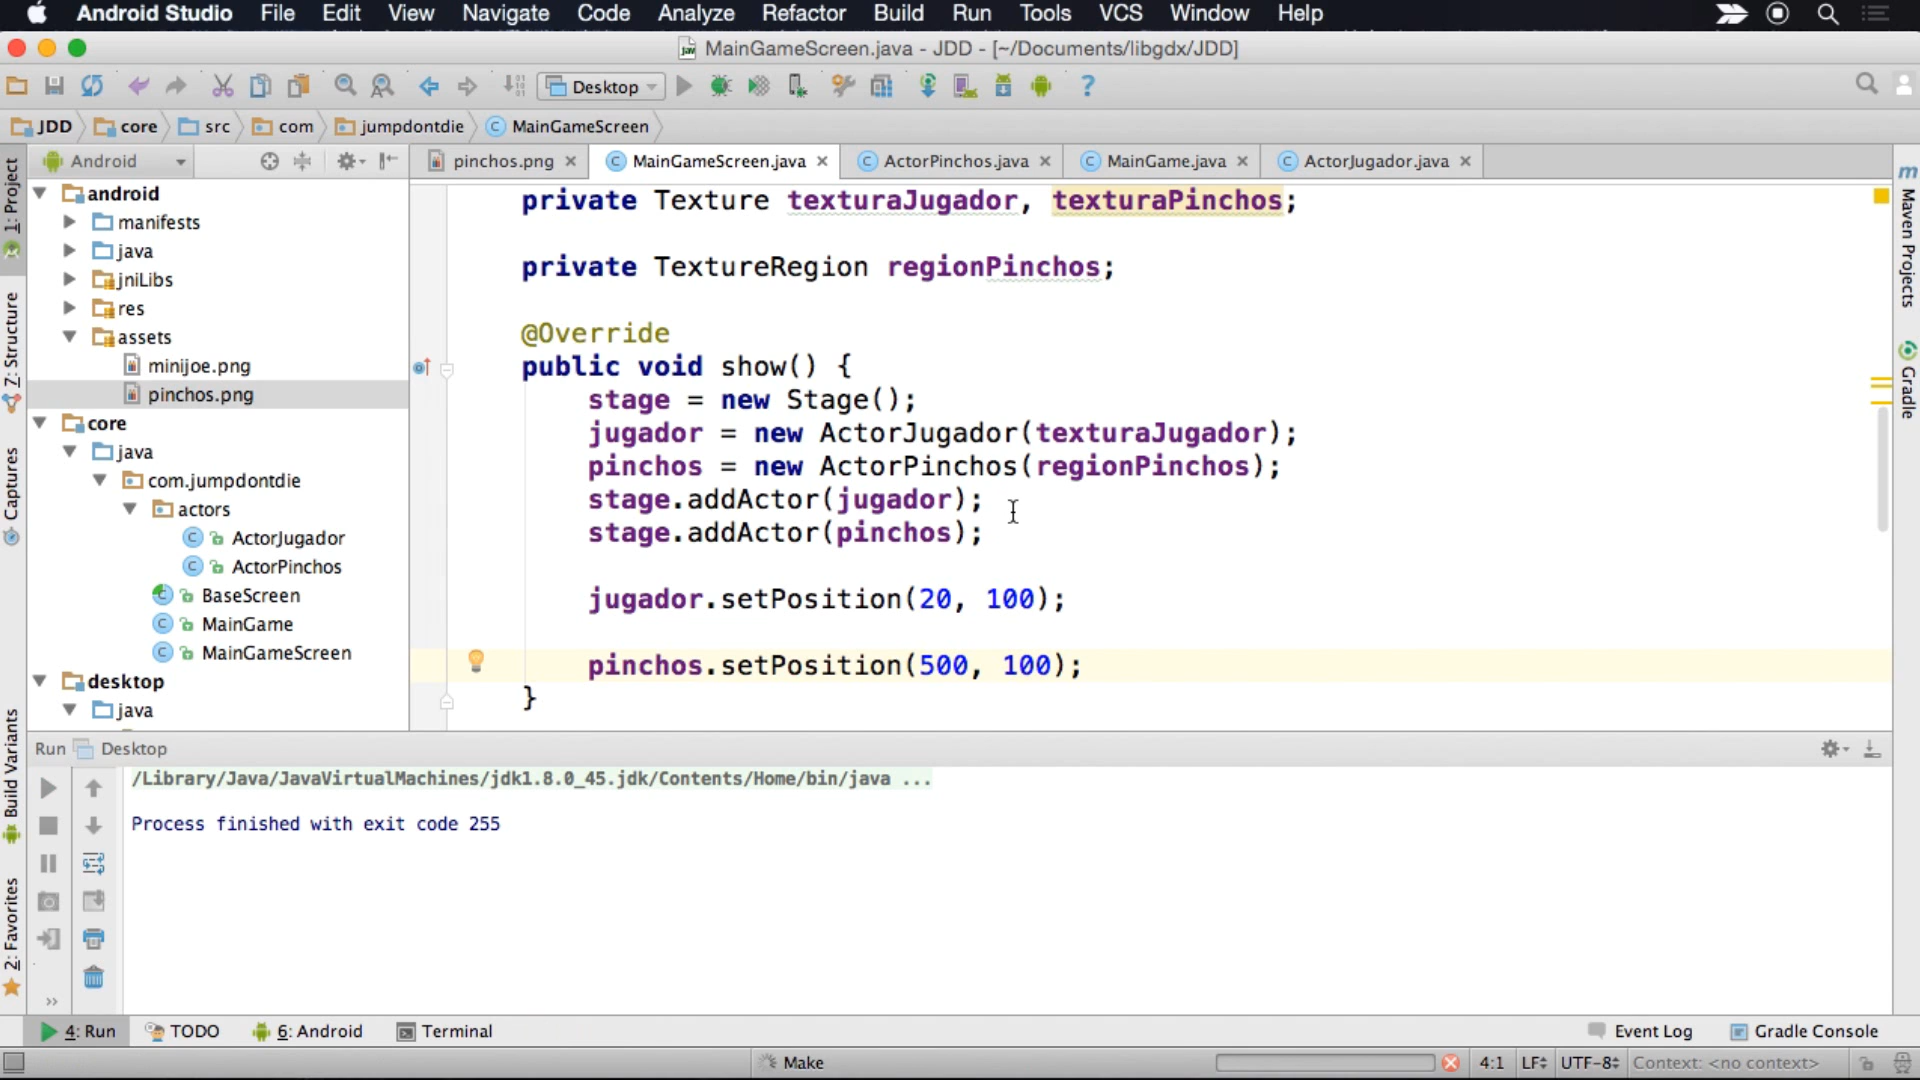 Android Studio File Edit View Navigate Code Analyze Refactor Build Run Tools VCS Window Help
MainGameScreen.java - JDD - [~/Documents/libgdx/JDD]
Desktop
JDD core src com jumpdontdie MainGameScreen
Android
pinchos.png MainGameScreen.java ActorPinchos.java MainGame.java ActorJugador.java
1: Project
7: Structure
Captures
Build Variants
2: Favorites
android
manifests
java
jniLibs
res
assets
minijoe.png
pinchos.png
core
java
com.jumpdontdie
actors
ActorJugador
ActorPinchos
BaseScreen
MainGame
MainGameScreen
desktop
java
private Texture texturaJugador, texturaPinchos;
private TextureRegion regionPinchos;
@Override
public void show() {
stage = new Stage();
jugador = new ActorJugador(texturaJugador);
pinchos = new ActorPinchos(regionPinchos);
stage.addActor(jugador);
stage.addActor(pinchos);
jugador.setPosition(20, 100);
pinchos.setPosition(500, 100);
}
Maven Projects
Gradle
Run Desktop
/Library/Java/JavaVirtualMachines/jdk1.8.0_45.jdk/Contents/Home/bin/java ...
Process finished with exit code 255
4: Run TODO 6: Android Terminal Event Log Gradle Console
Make 4:1 LF UTF-8 Context: <no context>